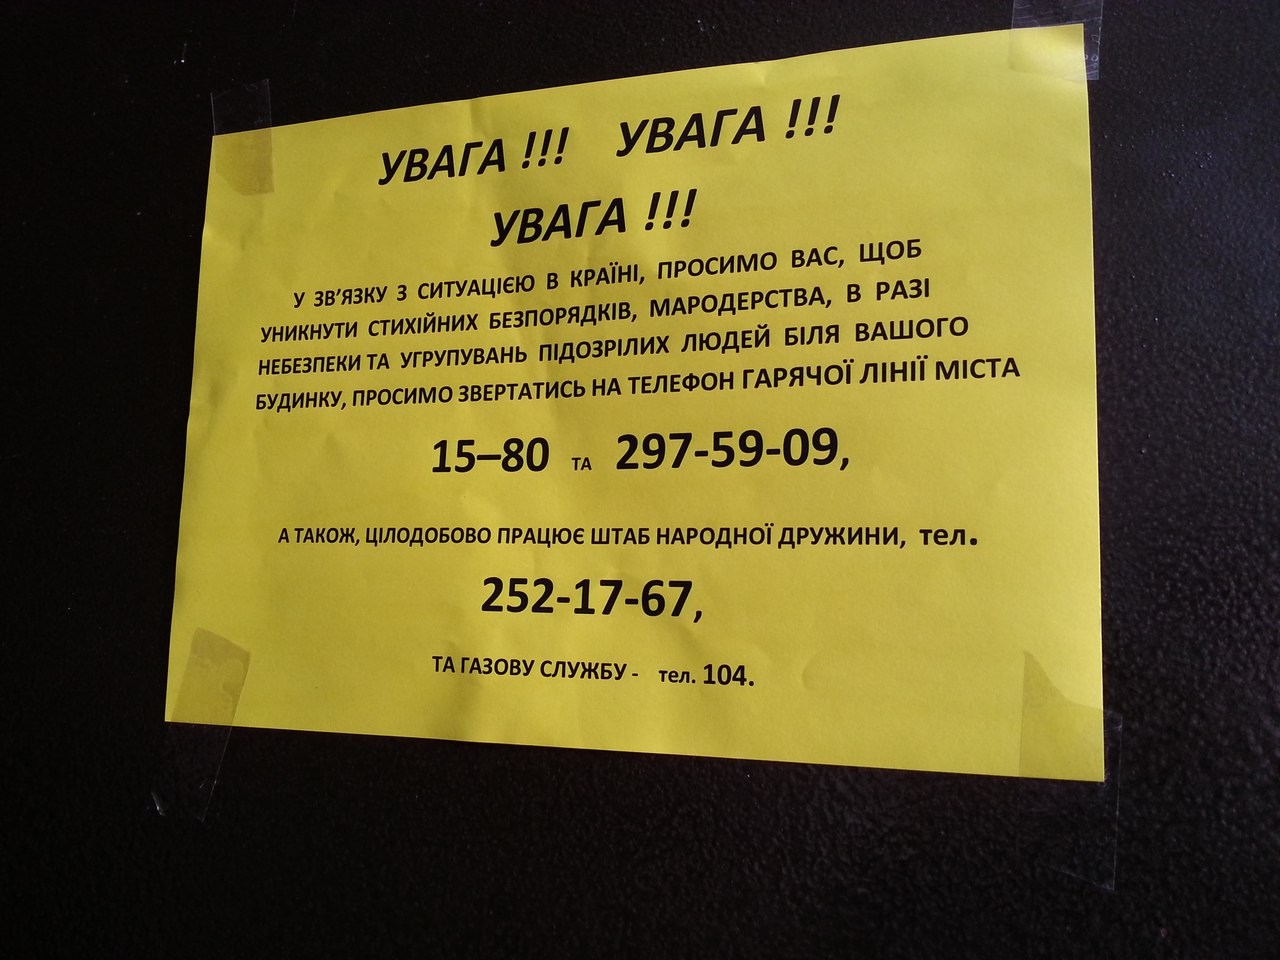 УВАГА !!! УВАГА !!!
УВАГА !!!
У ЗВ'ЯЗКУ З СИТУАЦІЄЮ В КРАЇНІ, ПРОСИМО ВАС, ЩОБ
УНИКНУТИ СТИХІЙНИХ БЕЗПОРЯДКІВ, МАРОДЕРСТВА, В РАЗІ
НЕБЕЗПЕКИ ТА УГРУПУВАНЬ ПІДОЗРІЛИХ ЛЮДЕЙ БІЛЯ ВАШОГО
БУДИНКУ, ПРОСИМО ЗВЕРТАТИСЬ НА ТЕЛЕФОН ГАРЯЧОЇ ЛІНІЇ МІСТА
15–80 ТА 297-59-09,
А ТАКОЖ, ЦІЛОДОБОВО ПРАЦЮЄ ШТАБ НАРОДНОЇ ДРУЖИНИ, тел.
252-17-67,
ТА ГАЗОВУ СЛУЖБУ - тел. 104.